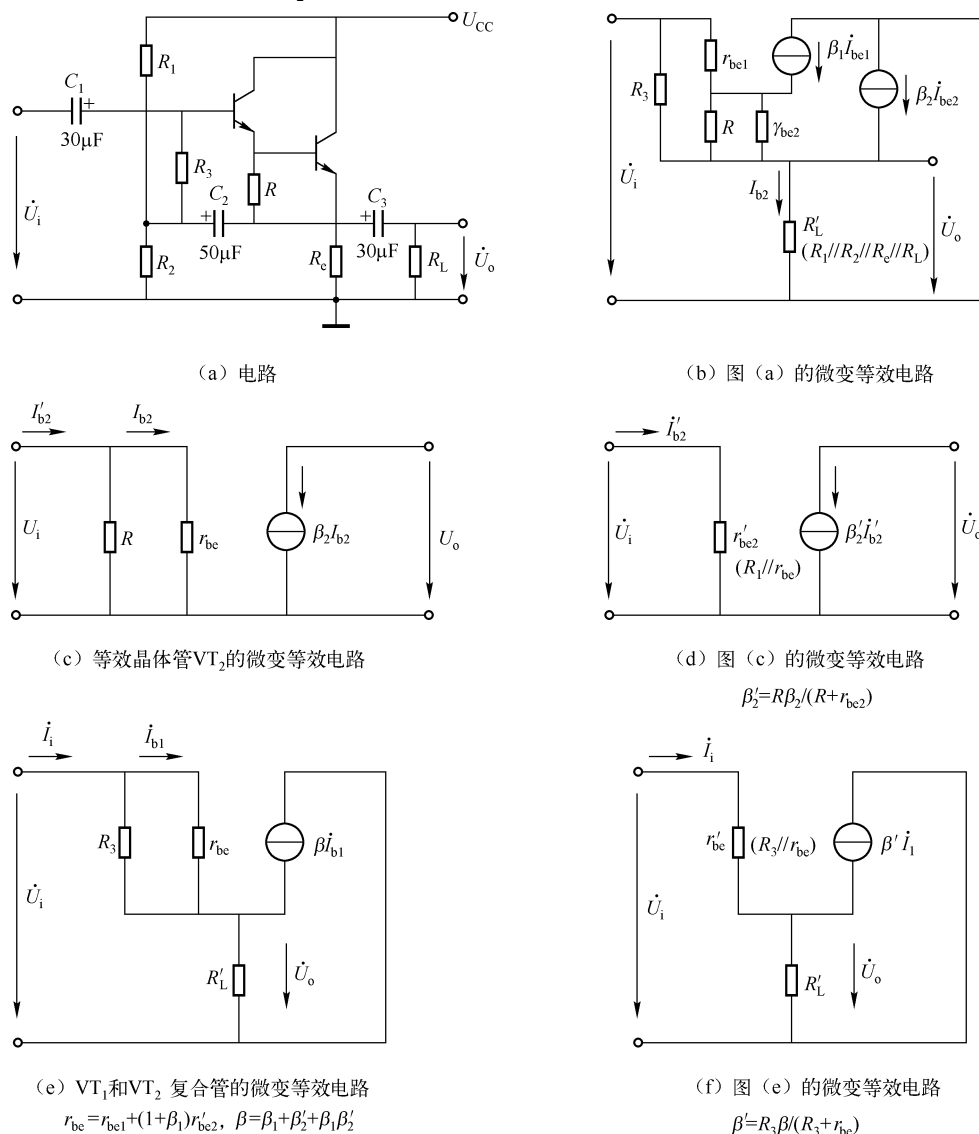 U_CC
R_1
C_1
+
30μF
R_3
R
C_2
+
50μF
C_3
+
30μF
U̇_i
R_2
R_e
R_L
U̇_o
(a)电路
R_3
r_be1
β_1İ_be1
β_2İ_be2
R
γ_be2
U̇_i
I_b2
R′_L
(R_1//R_2//R_e//R_L)
U̇_o
(b)图(a)的微变等效电路
I′_b2
I_b2
U_i
R
r_be
β_2I_b2
U_o
(c)等效晶体管VT_2的微变等效电路
İ′_b2
U̇_i
r′_be2
(R_1//r_be)
β′_2İ′_b2
U̇_o
(d)图(c)的微变等效电路
β′_2=Rβ_2/(R+r_be2)
İ_i
İ_b1
R_3
r_be
βİ_b1
U̇_i
R′_L
U̇_o
(e)VT_1和VT_2 复合管的微变等效电路
r_be=r_be1+(1+β_1)r′_be2, β=β_1+β′_2+β_1β′_2
İ_i
r′_be
(R_3//r_be)
β′ İ_1
U̇_i
R′_L
U̇_o
(f)图(e)的微变等效电路
β′=R_3β/(R_3+r_be)